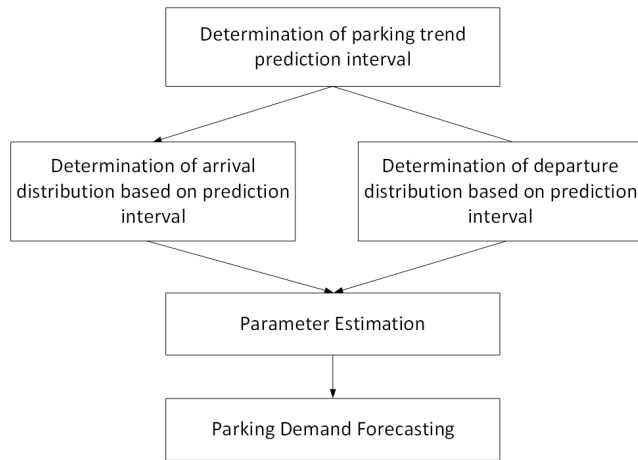 Determination of parking trend
prediction interval
Determination of arrival
distribution based on prediction
interval
Determination of departure
distribution based on prediction
interval
Parameter Estimation
Parking Demand Forecasting